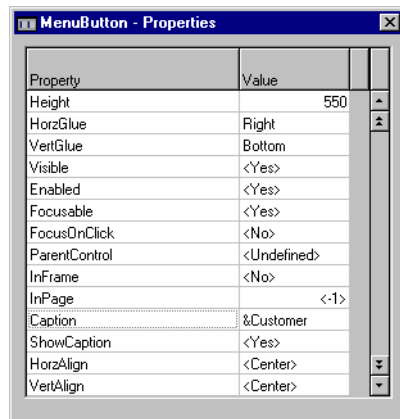 MenuButton - Properties
Property Value
Height 550
HorzGlue Right
VertGlue Bottom
Visible <Yes>
Enabled <Yes>
Focusable <Yes>
FocusOnClick <No>
ParentControl <Undefined>
InFrame <No>
InPage <-1>
Caption &Customer
ShowCaption <Yes>
HorzAlign <Center>
VertAlign <Center>